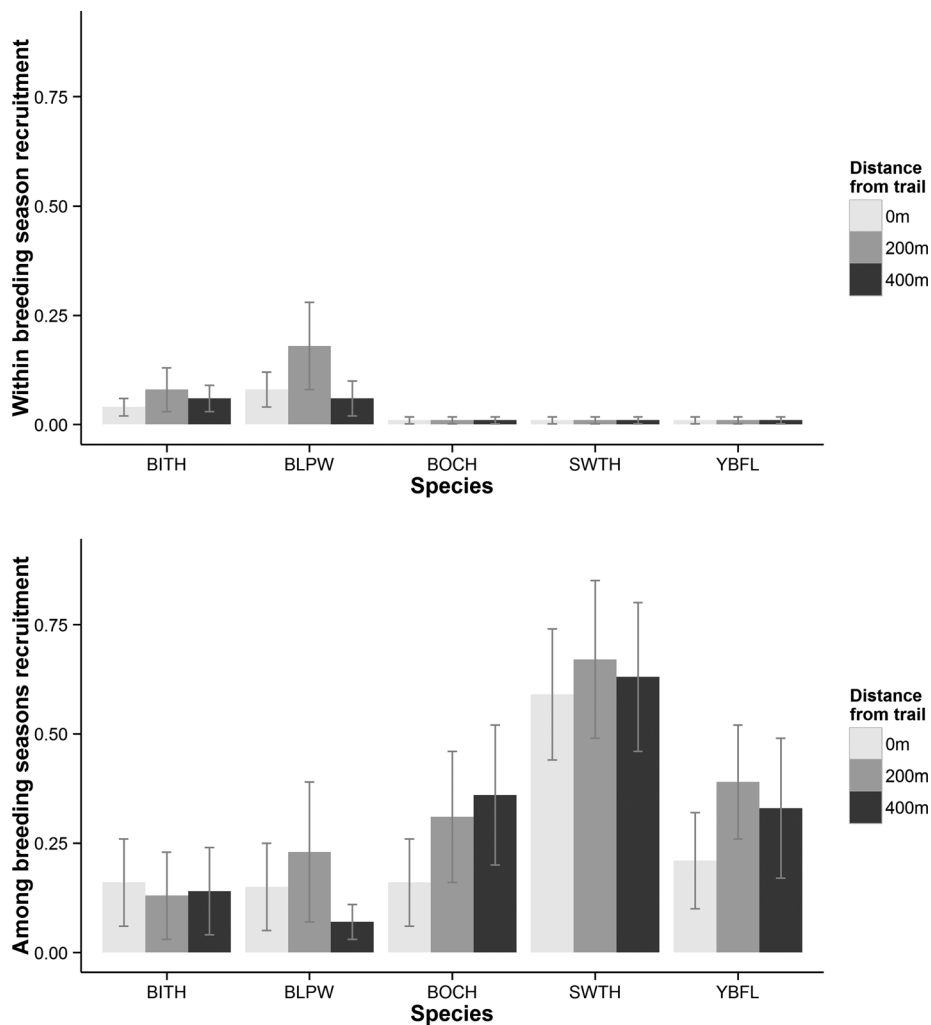 Within breeding season recruitment
0.75
0.50
0.25
0.00
BITH BLPW BOCH SWTH YBFL
Species
Distance
from trail
0m
200m
400m
Among breeding seasons recruitment
0.75
0.50
0.25
0.00
BITH BLPW BOCH SWTH YBFL
Species
Distance
from trail
0m
200m
400m